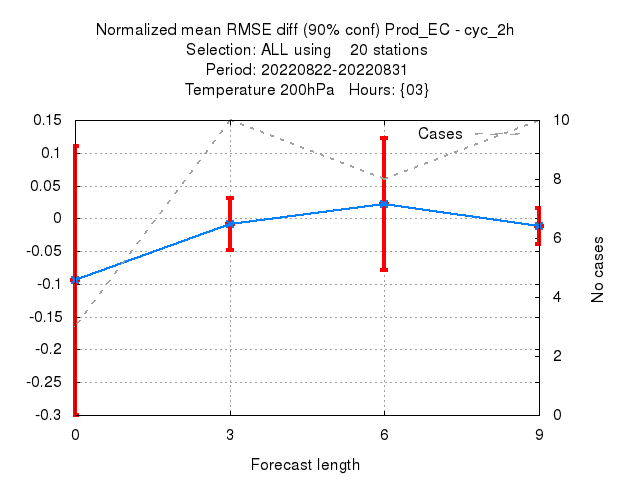 Normalized mean RMSE diff (90% conf) Prod_EC - cyc_2h
Selection: ALL using    20 stations
Period: 20220822-20220831
Temperature 200hPa   Hours: {03}
Cases
0.15
0.1
0.05
0
-0.05
-0.1
-0.15
-0.2
-0.25
-0.3
10
8
6
4
2
0
No cases
0
3
6
9
Forecast length